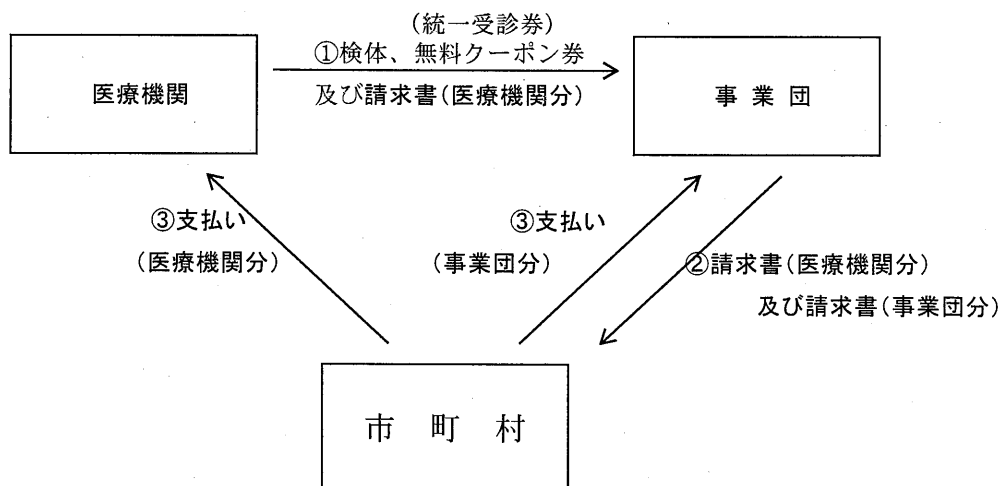 (統一受診券)
①検体、無料クーポン券
及び請求書(医療機関分)
医療機関
事 業 団
③支払い
(医療機関分)
③支払い
(事業団分)
②請求書(医療機関分)
及び請求書(事業団分)
市 町 村